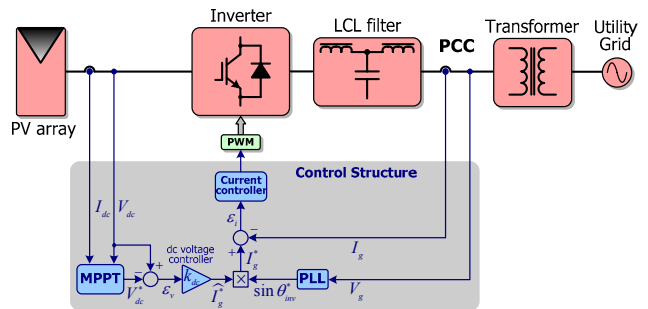 Inverter
LCL filter
PCC
Transformer
Utility
Grid
PV array
PWM
Control Structure
Current
controller
I_dc V_dc
ε_i
−
+
I_g^*
I_g
dc voltage
controller
MPPT
−
+
V_dc^*
ε_v
k_dc
Î_g^*
×
sin θ_inv^*
PLL
V_g